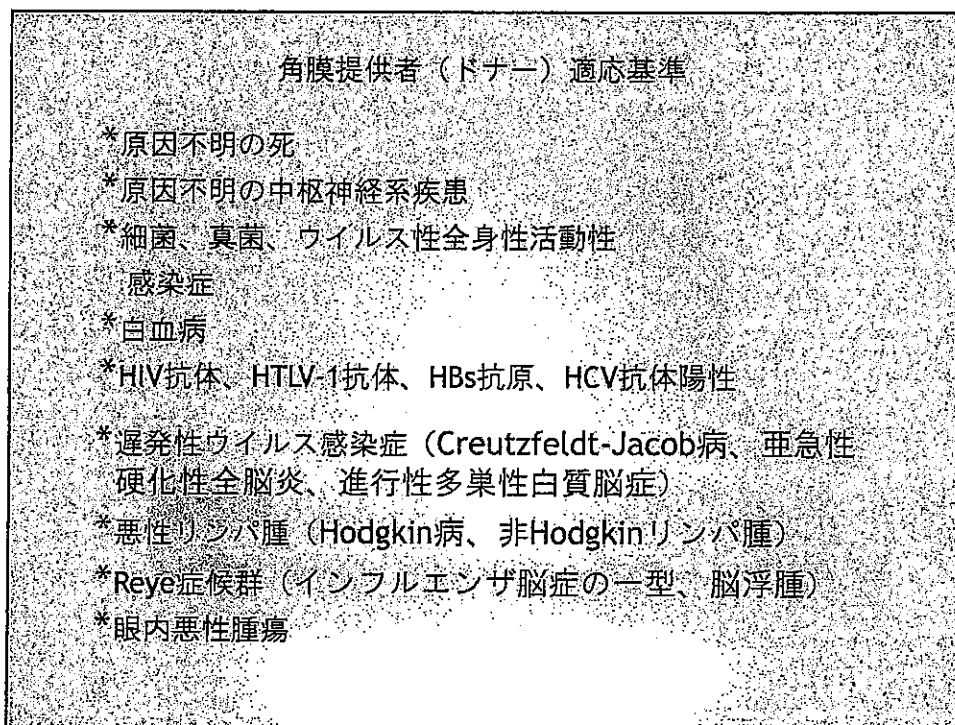 角膜提供者（ドナー）適応基準
*原因不明の死
*原因不明の中枢神経系疾患
*細菌、真菌、ウイルス性全身性活動性
感染症
*白血病
*HIV抗体、HTLV-1抗体、HBs抗原、HCV抗体陽性
*遅発性ウイルス感染症（Creutzfeldt-Jacob病、亜急性
硬化性全脳炎、進行性多巣性白質脳症）
*悪性リンパ腫（Hodgkin病、非Hodgkinリンパ腫）
*Reye症候群（インフルエンザ脳症の一型、脳浮腫）
*眼内悪性腫瘍